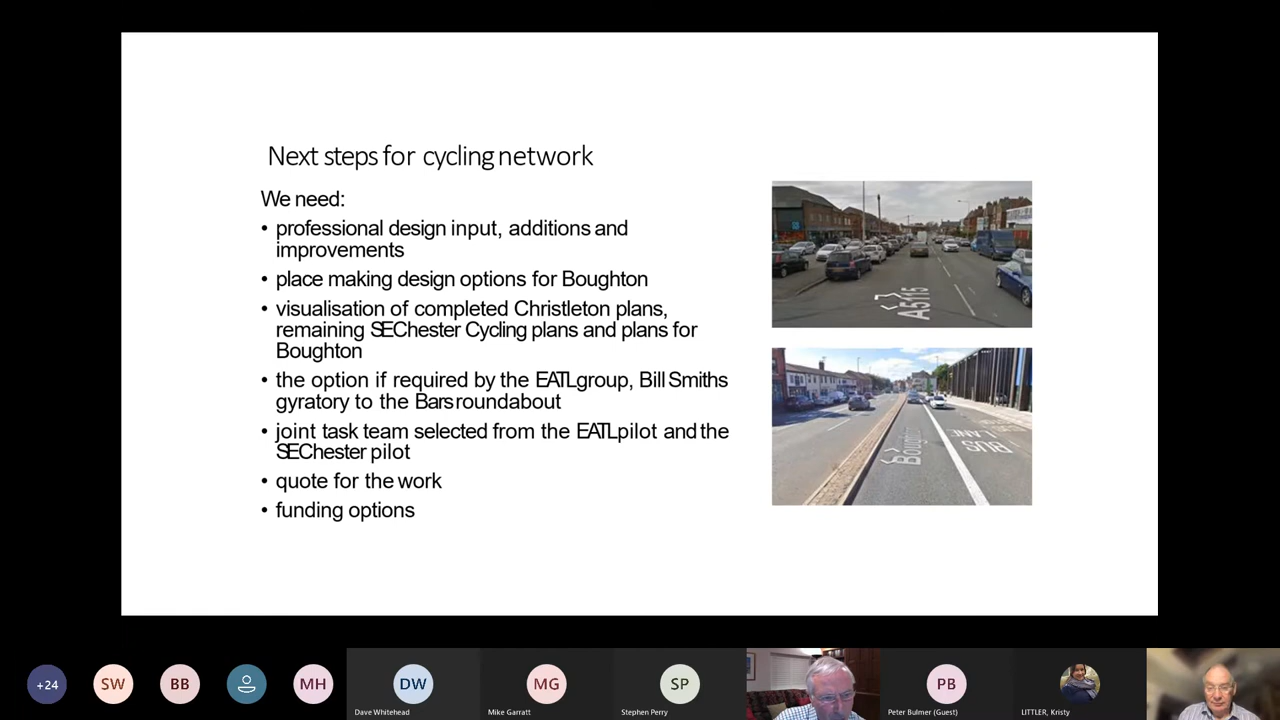 Next steps for cycling network
We need:
• professional design input, additions and
improvements
• place making design options for Boughton
• visualisation of completed Christleton plans,
remaining SEChester Cycling plans and plans for
Boughton
• the option if required by the EATL group, Bill Smiths
gyratory to the Bars roundabout
• joint task team selected from the EATL pilot and the
SEChester pilot
• quote for the work
• funding options
A5115
BUS
LANE
+24
SW
BB
MH
DW
MG
SP
PB
Dave Whitehead
Mike Garratt
Stephen Perry
Peter Bulmer (Guest)
LITTLER, Kristy